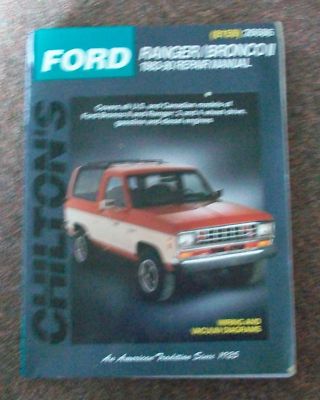 (8159) 26606
FORD
RANGER/BRONCO II
1983-90 REPAIR MANUAL
Covers all U.S. and Canadian models of
Ford Bronco II and Ranger; 2 and 4 wheel drive,
gasoline and diesel engines
CHILTON'S
WIRING AND
VACUUM DIAGRAMS
An American Tradition Since 1925